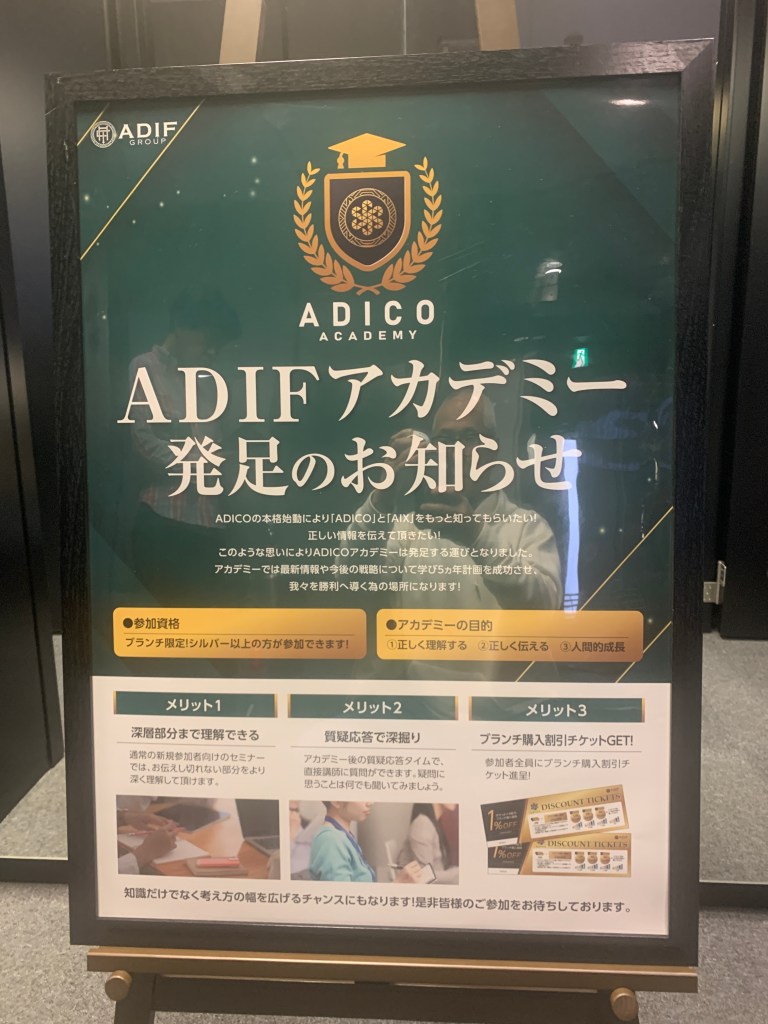 ADIF
GROUP
ADICO
ACADEMY
ADIFアカデミー
発足のお知らせ
ADICOの本格始動により「ADICO」と「AIX」をもっと知ってもらいたい!
正しい情報を伝えて頂きたい!
このような思いによりADICOアカデミーは発足する運びとなりました。
アカデミーでは最新情報や今後の戦略について学び5ヵ年計画を成功させ、
我々を勝利へ導く為の場所になります!
●参加資格
ブランチ限定!シルバー以上の方が参加できます!
●アカデミーの目的
①正しく理解する ②正しく伝える ③人間的成長
メリット1
深層部分まで理解できる
通常の新規参加者向けのセミナー
では、お伝えし切れない部分をより
深く理解して頂けます。
メリット2
質疑応答で深掘り
アカデミー後の質疑応答タイムで、
直接講師に質問ができます。疑問に
思うことは何でも聞いてみましょう。
メリット3
ブランチ購入割引チケットGET!
参加者全員にブランチ購入割引チ
ケット進呈!
1%OFF
DISCOUNT TICKETS
1%OFF
DISCOUNT TICKETS
知識だけでなく考え方の幅を広げるチャンスにもなります!是非皆様のご参加をお待ちしております。